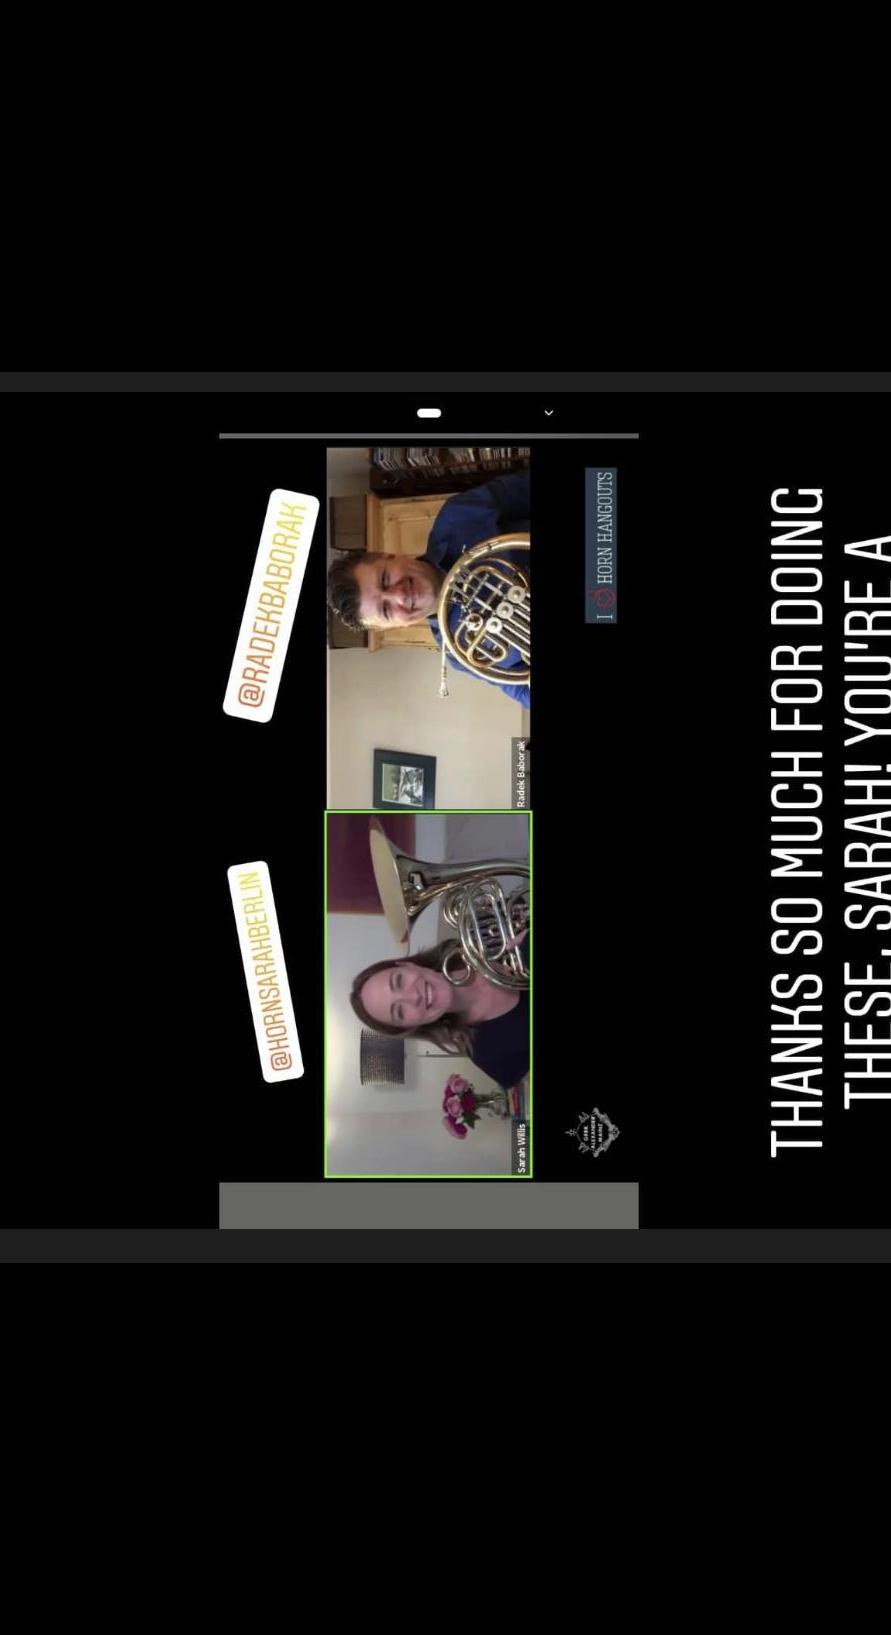 @HORNSARAHBERLIN
@RADEKBABORAK
Sarah Willis
Radek Baborak
GEBR
ALEXANDER
MAINZ
I HORN HANGOUTS
THANKS SO MUCH FOR DOING
THESE, SARAH! YOU'RE A